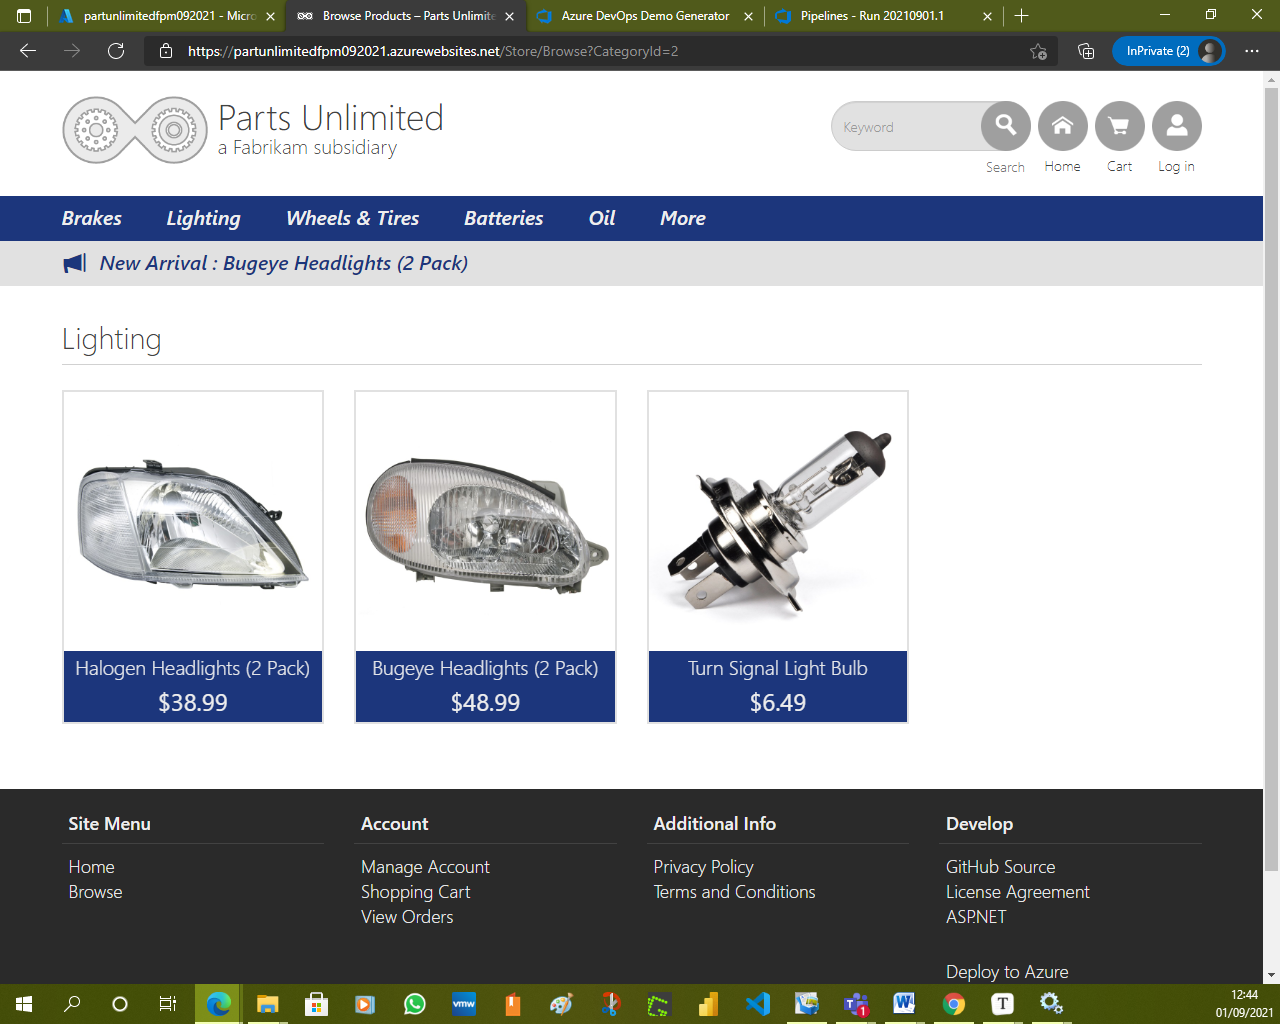 partunlimitedfpm092021 - Micro
Browse Products – Parts Unlimite
Azure DevOps Demo Generator
Pipelines - Run 20210901.1
https://partunlimitedfpm092021.azurewebsites.net/Store/Browse?CategoryId=2
InPrivate (2)
Parts Unlimited
a Fabrikam subsidiary
Keyword
Search
Home
Cart
Log in
Brakes
Lighting
Wheels & Tires
Batteries
Oil
More
New Arrival : Bugeye Headlights (2 Pack)
Lighting
Halogen Headlights (2 Pack)
$38.99
Bugeye Headlights (2 Pack)
$48.99
Turn Signal Light Bulb
$6.49
Site Menu
Home
Browse
Account
Manage Account
Shopping Cart
View Orders
Additional Info
Privacy Policy
Terms and Conditions
Develop
GitHub Source
License Agreement
ASP.NET
Deploy to Azure
vmw
1
W
T
12:44
01/09/2021